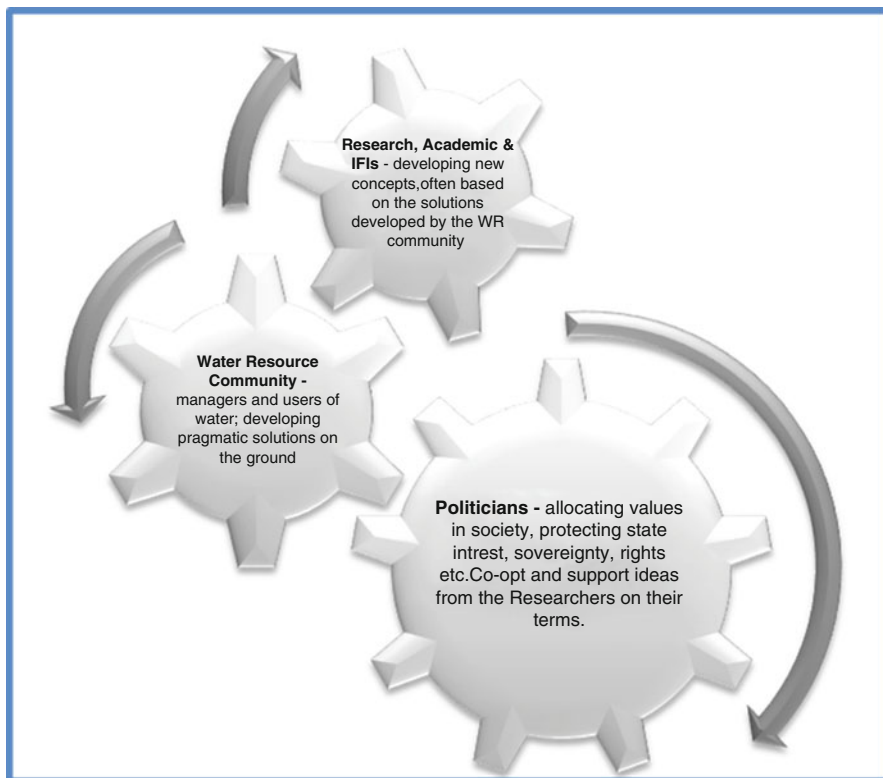 Research, Academic &
IFIs - developing new
concepts,often based
on the solutions
developed by the WR
community
Water Resource
Community -
managers and users of
water; developing
pragmatic solutions on
the ground
Politicians - allocating values
in society, protecting state
intrest, sovereignty, rights
etc.Co-opt and support ideas
from the Researchers on their
terms.